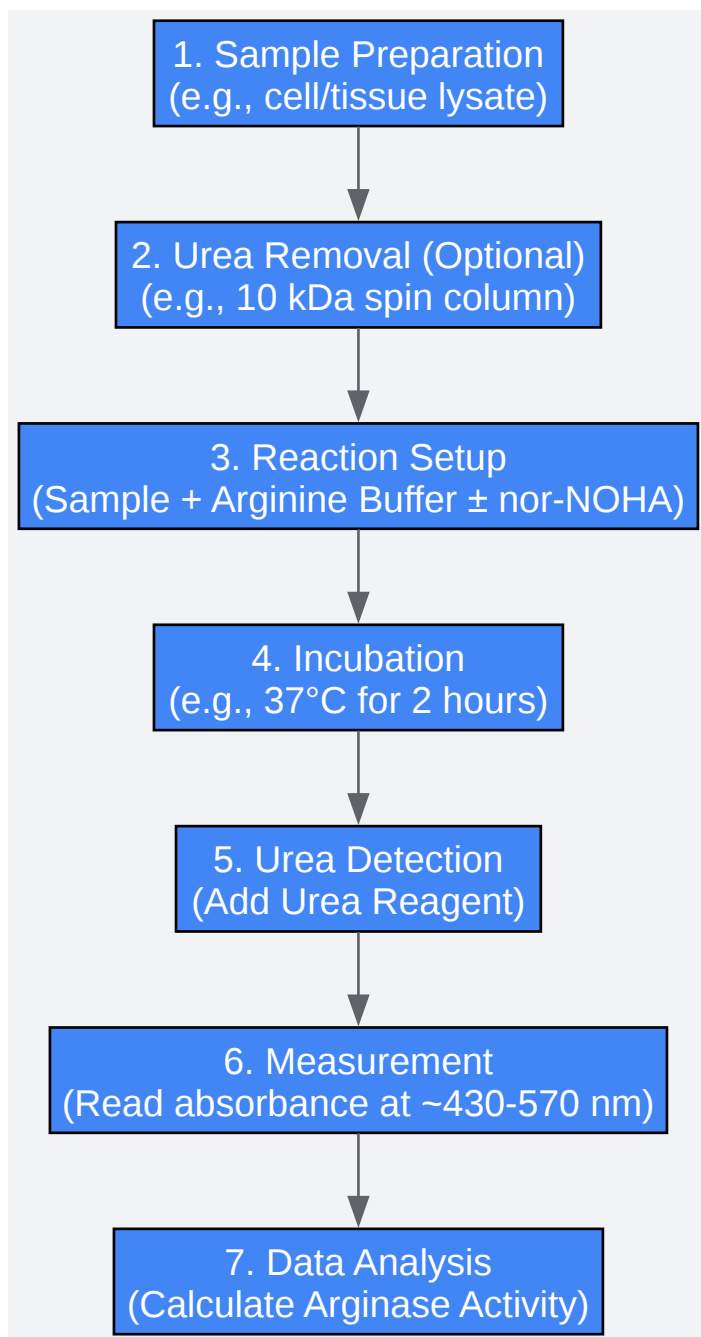 1. Sample Preparation
(e.g., cell/tissue lysate)
2. Urea Removal (Optional)
(e.g., 10 kDa spin column)
3. Reaction Setup
(Sample + Arginine Buffer ± nor-NOHA)
4. Incubation
(e.g., 37°C for 2 hours)
5. Urea Detection
(Add Urea Reagent)
6. Measurement
(Read absorbance at ~430-570 nm)
7. Data Analysis
(Calculate Arginase Activity)